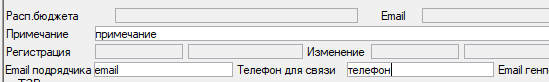 Расп.бюджета Email
Примечание примечание
Регистрация Изменение
Email подрядчика email Телефон для связи телефон Email генп